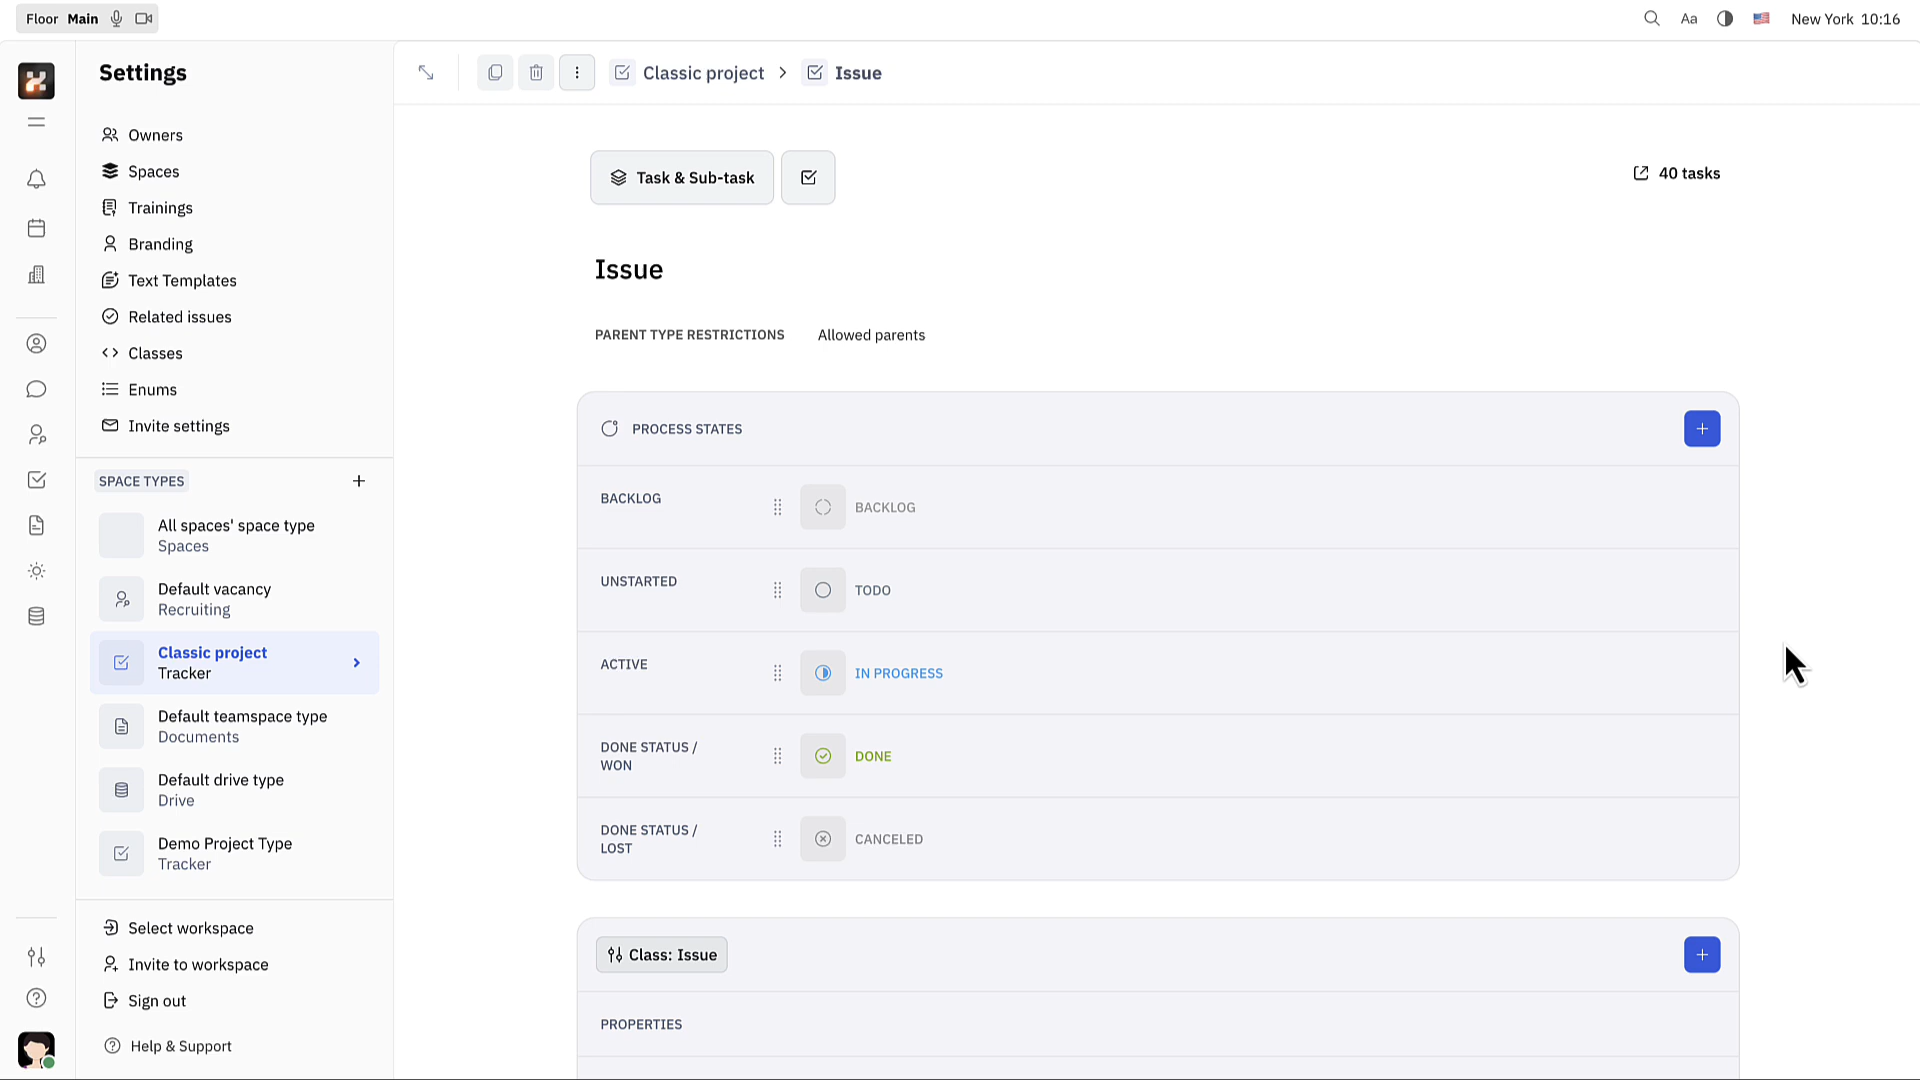 Floor Main
Aa
New York 10:16
Settings
Owners
Spaces
Trainings
Branding
Text Templates
Related issues
Classes
Enums
Invite settings
SPACE TYPES
All spaces' space type
Spaces
Default vacancy
Recruiting
Classic project
Tracker
Default teamspace type
Documents
Default drive type
Drive
Demo Project Type
Tracker
Select workspace
Invite to workspace
Sign out
Help & Support
Classic project > Issue
Task & Sub-task
40 tasks
Issue
PARENT TYPE RESTRICTIONS Allowed parents
PROCESS STATES
BACKLOG BACKLOG
UNSTARTED TODO
ACTIVE IN PROGRESS
DONE STATUS /
WON
DONE
DONE STATUS /
LOST
CANCELED
Class: Issue
PROPERTIES